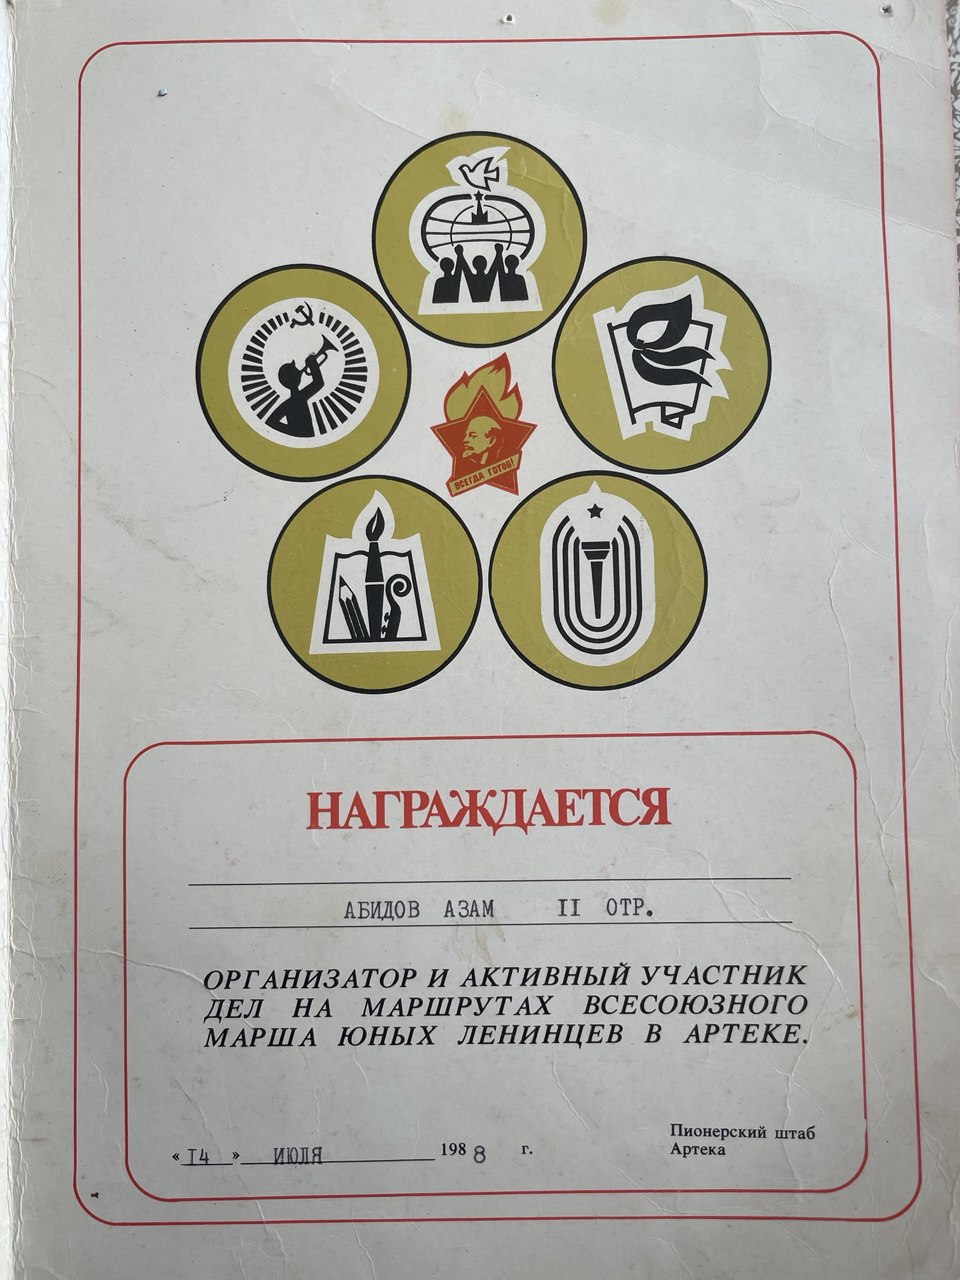 ВСЕГДА ГОТОВ!
НАГРАЖДАЕТСЯ
АБИДОВ АЗАМ II ОТР.
ОРГАНИЗАТОР И АКТИВНЫЙ УЧАСТНИК
ДЕЛ НА МАРШРУТАХ ВСЕСОЮЗНОГО
МАРША ЮНЫХ ЛЕНИНЦЕВ В АРТЕКЕ.
Пионерский штаб
Артека
«I4» ИЮЛЯ 1988 г.